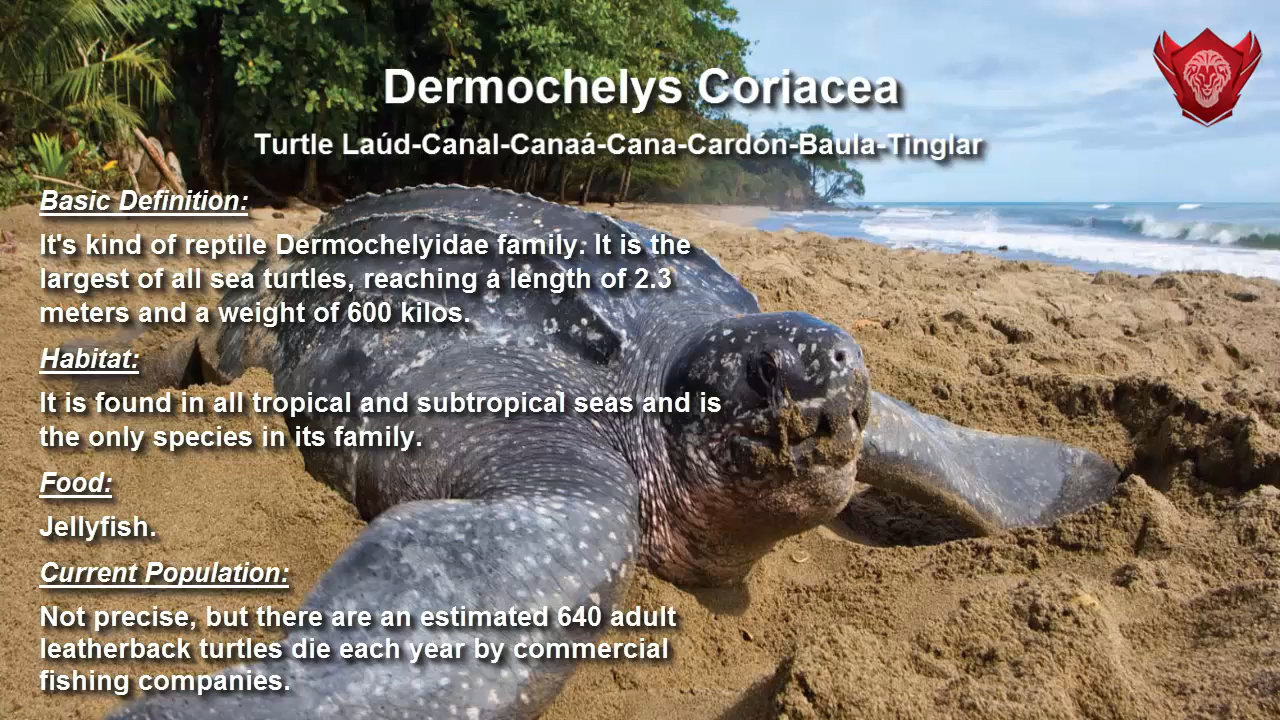 Dermochelys Coriacea
Turtle Laúd-Canal-Canaá-Cana-Cardón-Baula-Tinglar
Basic Definition:
It's kind of reptile Dermochelyidae family. It is the
largest of all sea turtles, reaching a length of 2.3
meters and a weight of 600 kilos.
Habitat:
It is found in all tropical and subtropical seas and is
the only species in its family.
Food:
Jellyfish.
Current Population:
Not precise, but there are an estimated 640 adult
leatherback turtles die each year by commercial
fishing companies.